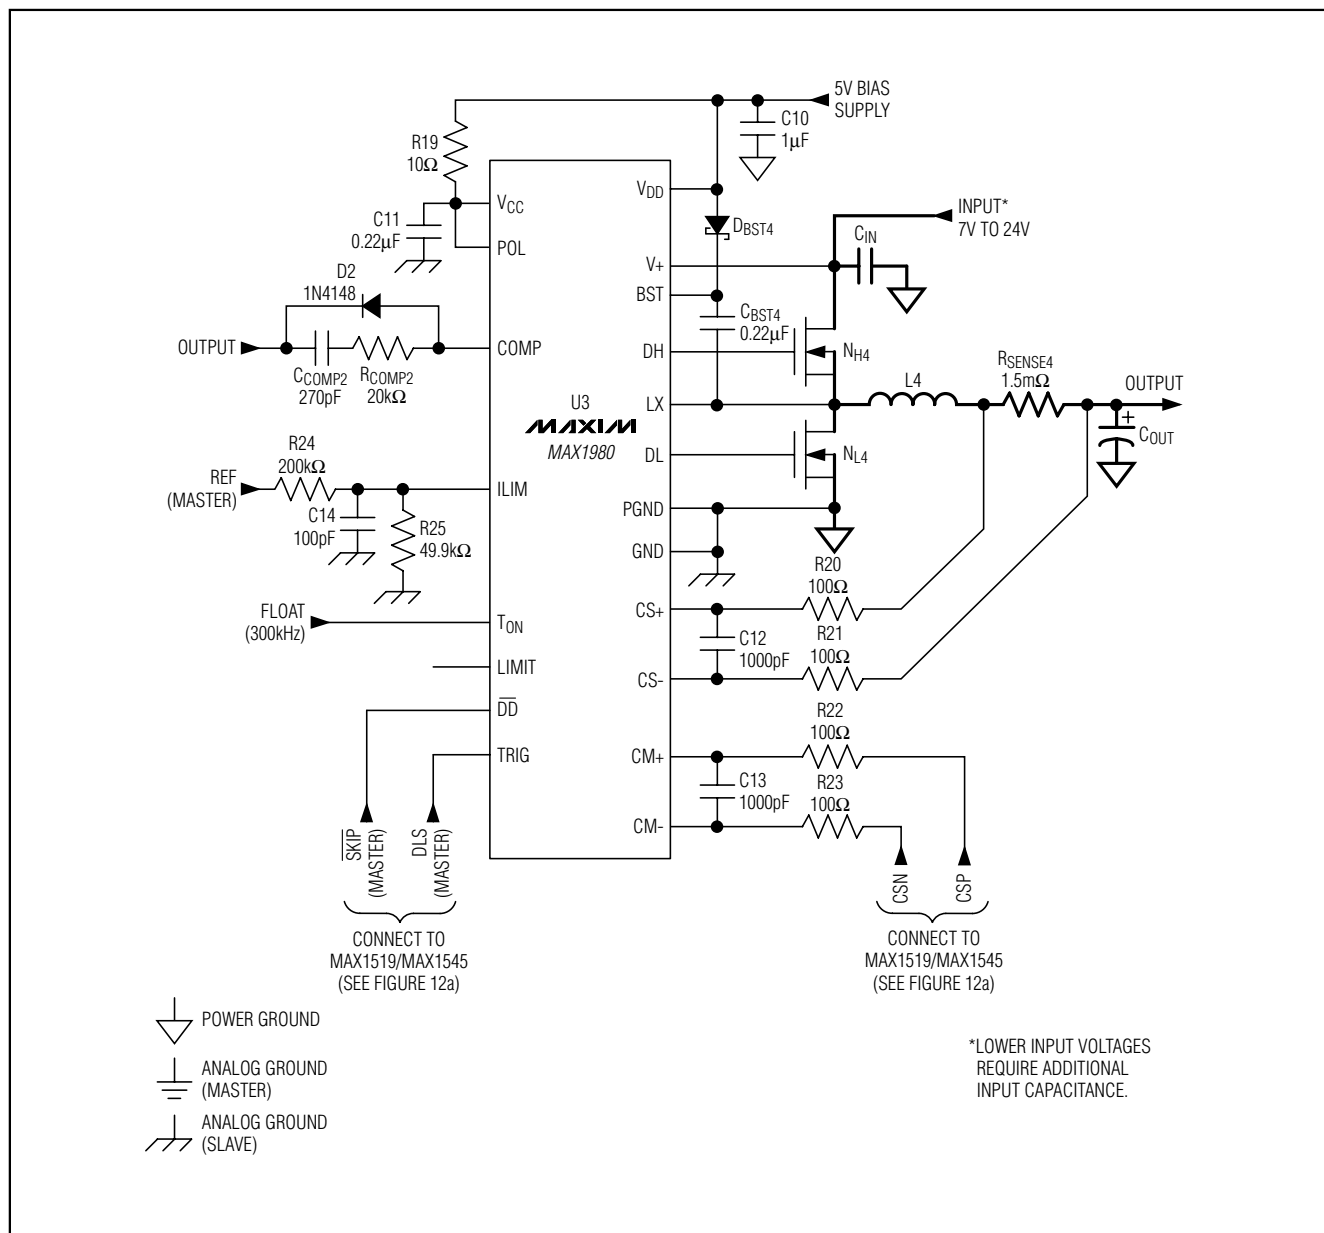 5V BIAS
SUPPLY
C10
1µF
R19
10Ω
VDD
VCC
C11
0.22µF
POL
DBST4
INPUT*
7V TO 24V
CIN
V+
BST
D2
1N4148
CBST4
0.22µF
OUTPUT
COMP
CCOMP2
270pF
RCOMP2
20kΩ
DH
NH4
LX
L4
RSENSE4
1.5mΩ
OUTPUT
COUT
+
U3
MAXIM
MAX1980
DL
NL4
R24
200kΩ
REF
(MASTER)
ILIM
C14
100pF
R25
49.9kΩ
PGND
GND
R20
100Ω
CS+
FLOAT
(300kHz)
TON
C12
1000pF
R21
100Ω
LIMIT
CS-
DD
R22
100Ω
TRIG
CM+
C13
1000pF
R23
100Ω
CM-
SKIP
(MASTER)
DLS
(MASTER)
CSN
CSP
CONNECT TO
MAX1519/MAX1545
(SEE FIGURE 12a)
CONNECT TO
MAX1519/MAX1545
(SEE FIGURE 12a)
POWER GROUND
ANALOG GROUND
(MASTER)
ANALOG GROUND
(SLAVE)
*LOWER INPUT VOLTAGES
REQUIRE ADDITIONAL
INPUT CAPACITANCE.